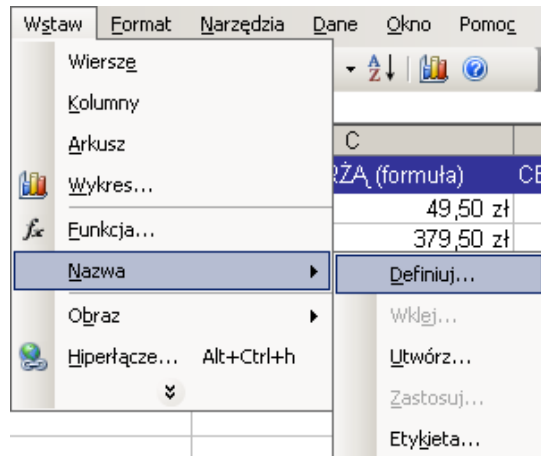 Wstaw Format Narzędzia Dane Okno Pomoc
Wiersze
Kolumny
Arkusz
C
Wykres...
RŻĄ (formuła) CE
49,50 zł
Funkcja...
379,50 zł
Nazwa
Definiuj...
Obraz
Wklej...
Hiperłącze... Alt+Ctrl+h
Utwórz...
Zastosuj...
Etykieta...